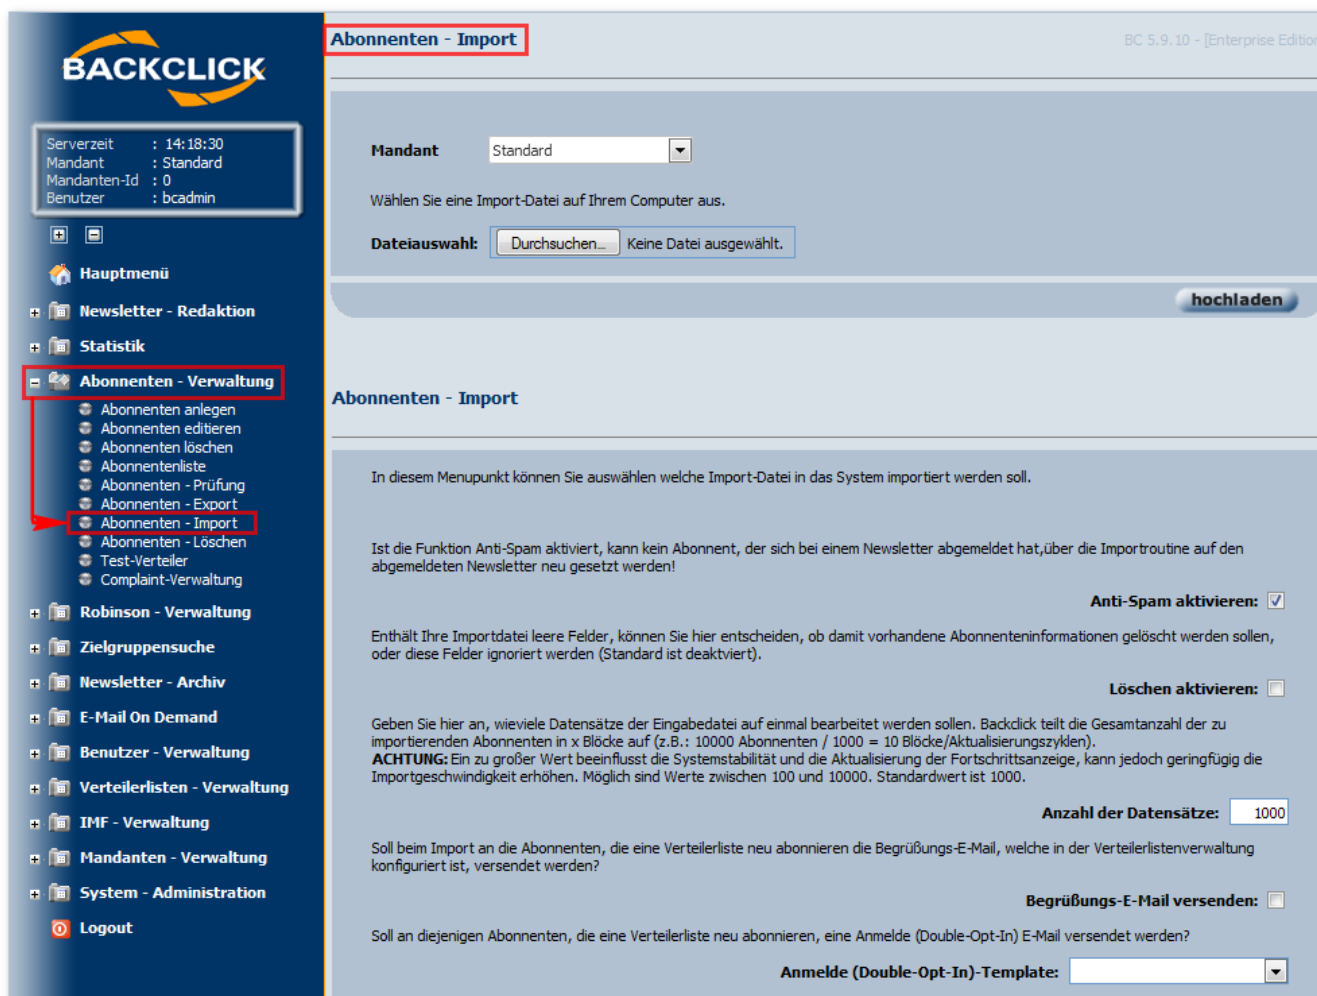 BACKCLICK
Serverzeit : 14:18:30
Mandant : Standard
Mandanten-Id : 0
Benutzer : bcadmin
Hauptmenü
Newsletter - Redaktion
Statistik
Abonnenten - Verwaltung
Abonnenten anlegen
Abonnenten editieren
Abonnenten löschen
Abonnentenliste
Abonnenten - Prüfung
Abonnenten - Export
Abonnenten - Import
Abonnenten - Löschen
Test-Verteiler
Complaint-Verwaltung
Robinson - Verwaltung
Zielgruppensuche
Newsletter - Archiv
E-Mail On Demand
Benutzer - Verwaltung
Verteilerlisten - Verwaltung
IMF - Verwaltung
Mandanten - Verwaltung
System - Administration
Logout
Abonnenten - Import
BC 5.9.10 - [Enterprise Edition
Mandant Standard
Wählen Sie eine Import-Datei auf Ihrem Computer aus.
Dateiauswahl: Durchsuchen... Keine Datei ausgewählt.
hochladen
Abonnenten - Import
In diesem Menupunkt können Sie auswählen welche Import-Datei in das System importiert werden soll.
Ist die Funktion Anti-Spam aktiviert, kann kein Abonnent, der sich bei einem Newsletter abgemeldet hat,über die Importroutine auf den
abgemeldeten Newsletter neu gesetzt werden!
Anti-Spam aktivieren:
Enthält Ihre Importdatei leere Felder, können Sie hier entscheiden, ob damit vorhandene Abonnenteninformationen gelöscht werden sollen,
oder diese Felder ignoriert werden (Standard ist deaktviert).
Löschen aktivieren:
Geben Sie hier an, wieviele Datensätze der Eingabedatei auf einmal bearbeitet werden sollen. Backclick teilt die Gesamtanzahl der zu
importierenden Abonnenten in x Blöcke auf (z.B.: 10000 Abonnenten / 1000 = 10 Blöcke/Aktualisierungszyklen).
ACHTUNG: Ein zu großer Wert beeinflusst die Systemstabilität und die Aktualisierung der Fortschrittsanzeige, kann jedoch geringfügig die
Importgeschwindigkeit erhöhen. Möglich sind Werte zwischen 100 und 10000. Standardwert ist 1000.
Anzahl der Datensätze: 1000
Soll beim Import an die Abonnenten, die eine Verteilerliste neu abonnieren die Begrüßungs-E-Mail, welche in der Verteilerlistenverwaltung
konfiguriert ist, versendet werden?
Begrüßungs-E-Mail versenden:
Soll an diejenigen Abonnenten, die eine Verteilerliste neu abonnieren, eine Anmelde (Double-Opt-In) E-Mail versendet werden?
Anmelde (Double-Opt-In)-Template: